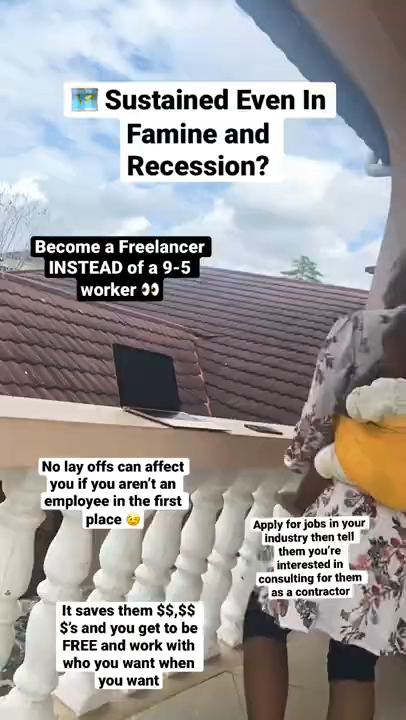 🗺️ Sustained Even In
Famine and
Recession?
Become a Freelancer
INSTEAD of a 9-5
worker 👀
No lay offs can affect
you if you aren't an
employee in the first
place 😉
Apply for jobs in your
industry then tell
them you're
interested in
consulting for them
as a contractor
It saves them $$,$$
$'s and you get to be
FREE and work with
who you want when
you want